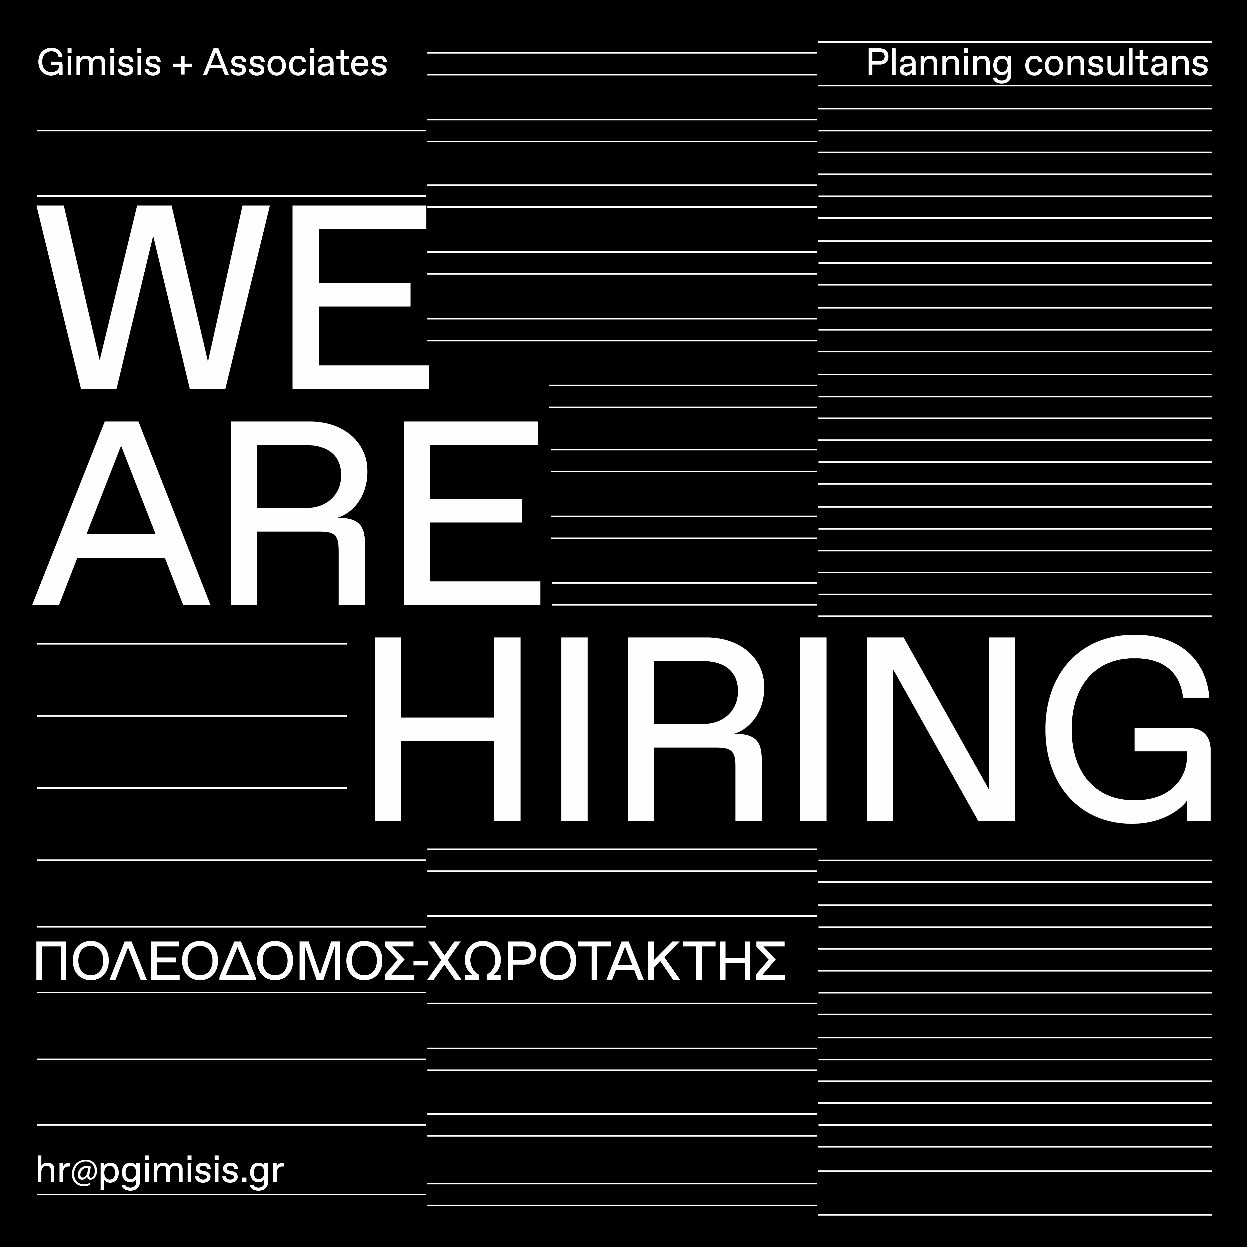 Gimisis + Associates
Planning consultans
WE
ARE
HIRING
ΠΟΛΕΟΔΟΜΟΣ-ΧΩΡΟΤΑΚΤΗΣ
hr@pgimisis.gr